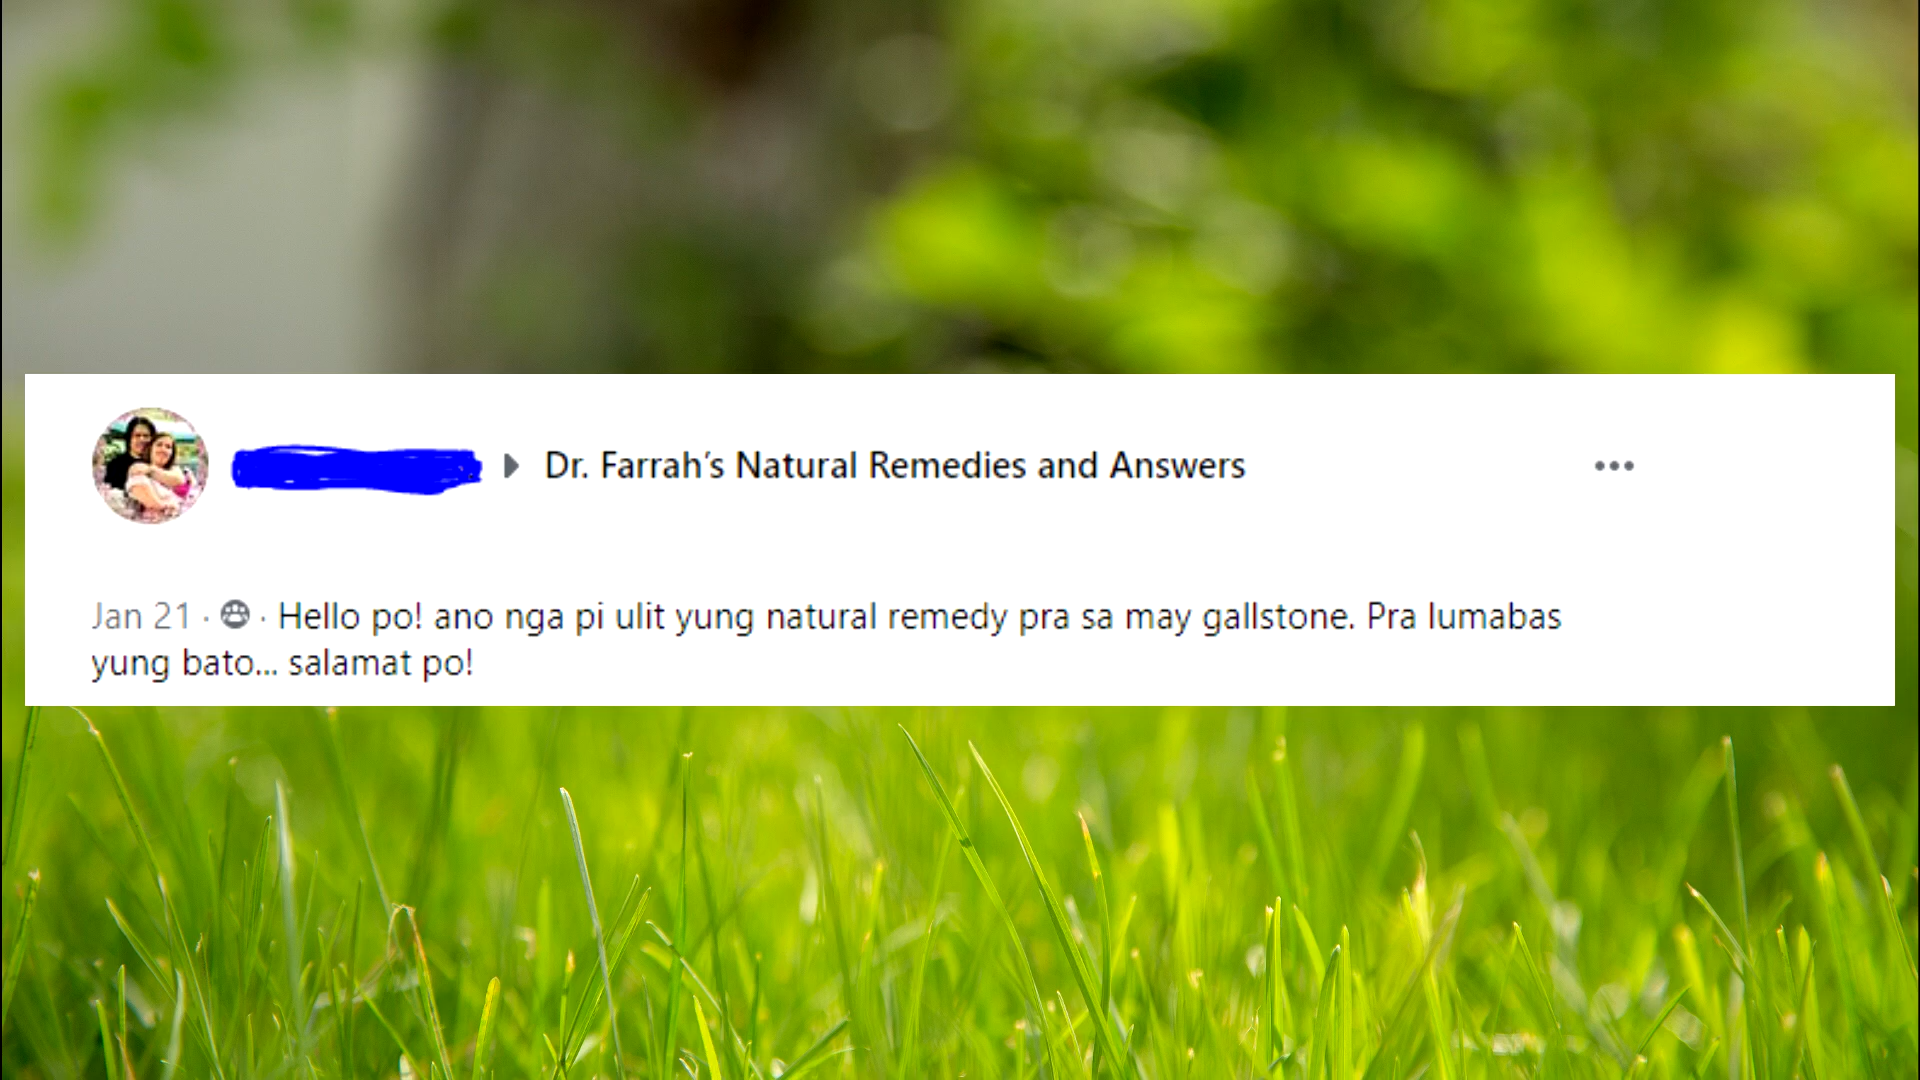 Dr. Farrah's Natural Remedies and Answers
Jan 21 · · Hello po! ano nga pi ulit yung natural remedy pra sa may gallstone. Pra lumabas
yung bato... salamat po!